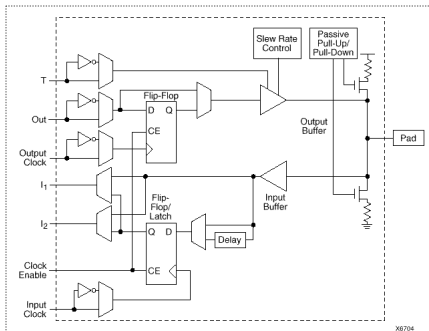 Slew Rate
Control
Passive
Pull-Up/
Pull-Down
T
Out
Flip-Flop
D
Q
CE
Output
Clock
Output
Buffer
Pad
I1
I2
Flip-
Flop/
Latch
Input
Buffer
Q
D
Delay
CE
Clock
Enable
Input
Clock
X6704